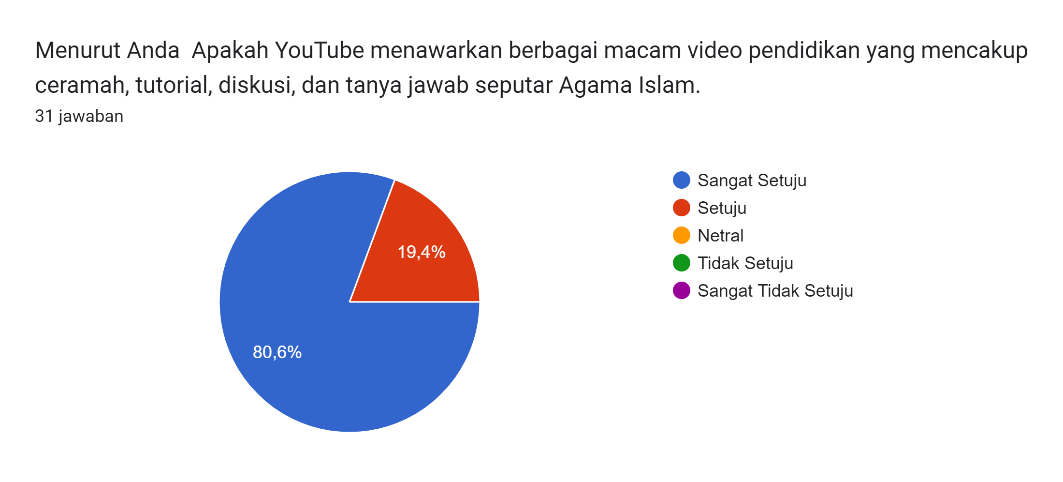 Menurut Anda  Apakah YouTube menawarkan berbagai macam video pendidikan yang mencakup
ceramah, tutorial, diskusi, dan tanya jawab seputar Agama Islam.
31 jawaban
Sangat Setuju
Setuju
Netral
Tidak Setuju
Sangat Tidak Setuju
19,4%
80,6%